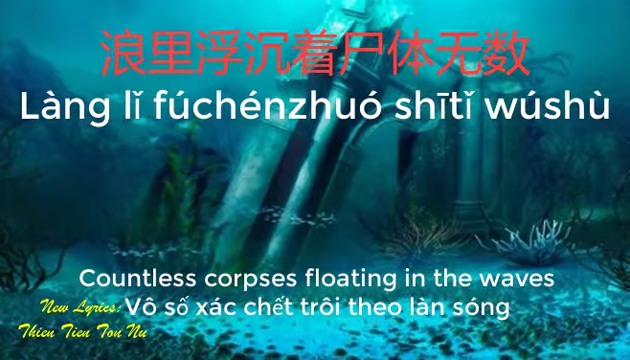 浪里浮沉着尸体无数
Làng lǐ fúchénzhuó shītǐ wúshù
Countless corpses floating in the waves
New Lyrics: Vô số xác chết trôi theo làn sóng
Thien Tien Ton Nu